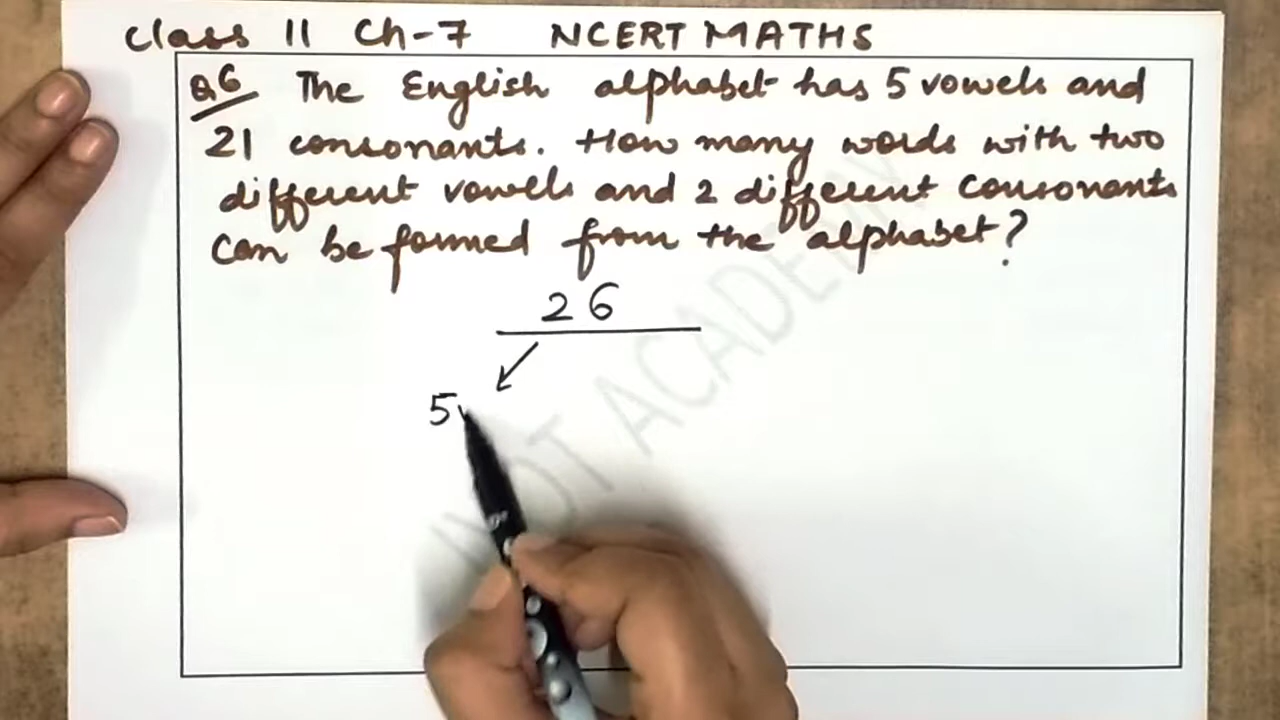 Class 11 Ch-7 NCERT MATHS
Q6 The English alphabet has 5 vowels and
21 consonants. How many words with two
different vowels and 2 different consonants
can be formed from the alphabet?
26
5v